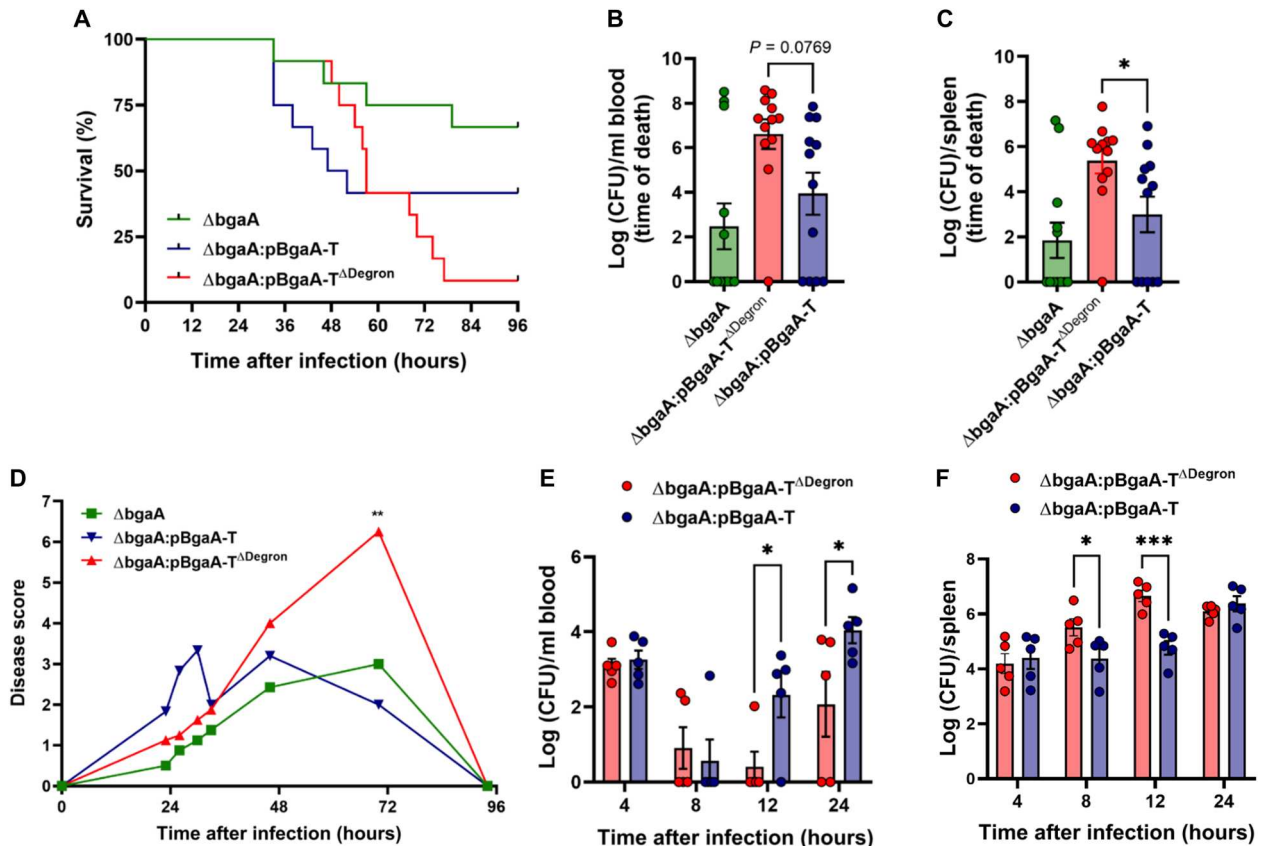 A
Survival (%)
100
75
50
25
0
0 12 24 36 48 60 72 84 96
Time after infection (hours)
ΔbgaA
ΔbgaA:pBgaA-T
ΔbgaA:pBgaA-TΔDegron
B
P = 0.0769
Log (CFU)/ml blood
(time of death)
10
8
6
4
2
0
ΔbgaA
ΔbgaA:pBgaA-TΔDegron
ΔbgaA:pBgaA-T
C
*
Log (CFU)/spleen
(time of death)
10
8
6
4
2
0
ΔbgaA
ΔbgaA:pBgaA-TΔDegron
ΔbgaA:pBgaA-T
D
Disease score
7
6
5
4
3
2
1
0
ΔbgaA
ΔbgaA:pBgaA-T
ΔbgaA:pBgaA-TΔDegron
**
0 24 48 72 96
Time after infection (hours)
E
ΔbgaA:pBgaA-TΔDegron
ΔbgaA:pBgaA-T
Log (CFU)/ml blood
6
4
2
0
* *
4 8 12 24
Time after infection (hours)
F
ΔbgaA:pBgaA-TΔDegron
ΔbgaA:pBgaA-T
Log (CFU)/spleen
8
6
4
2
0
* ***
4 8 12 24
Time after infection (hours)